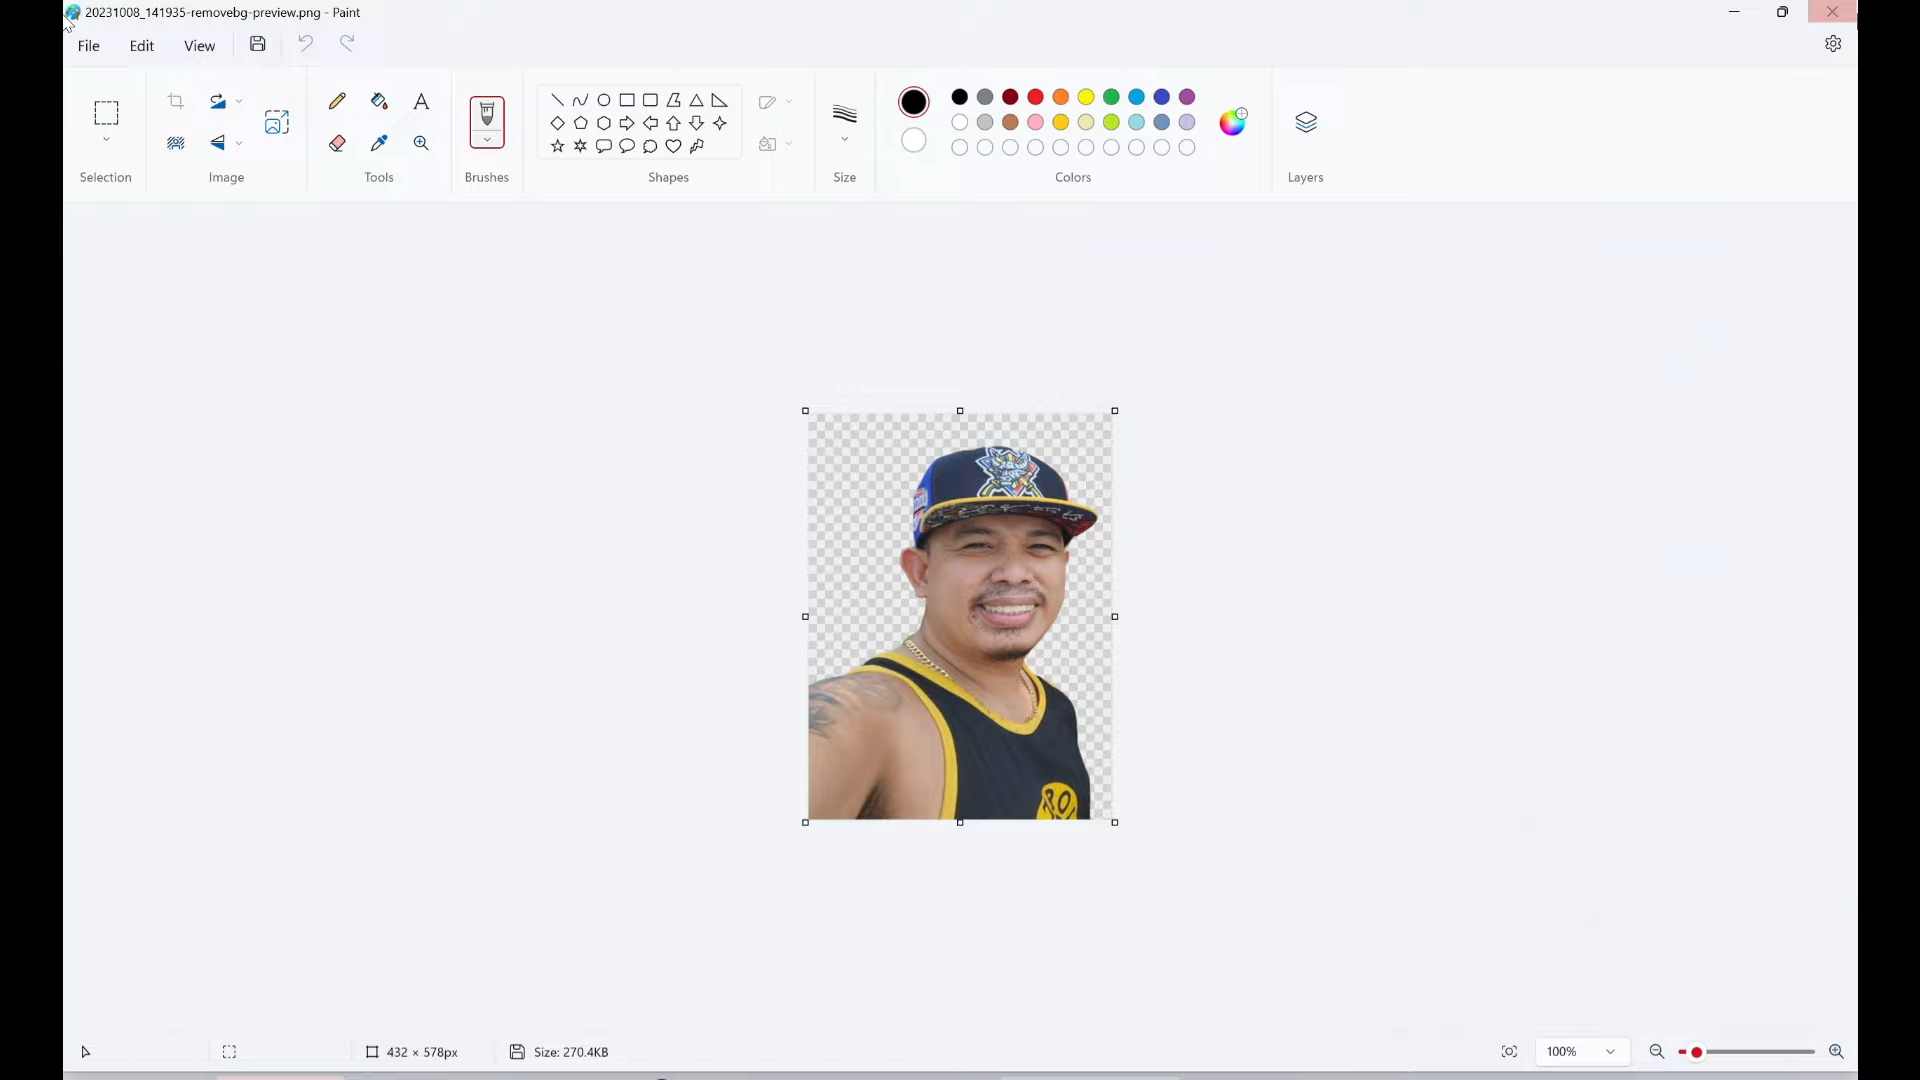 20231008_141935-removebg-preview.png - Paint
File Edit View
Selection Image Tools Brushes Shapes Size Colors Layers
432 × 578px Size: 270.4KB 100%